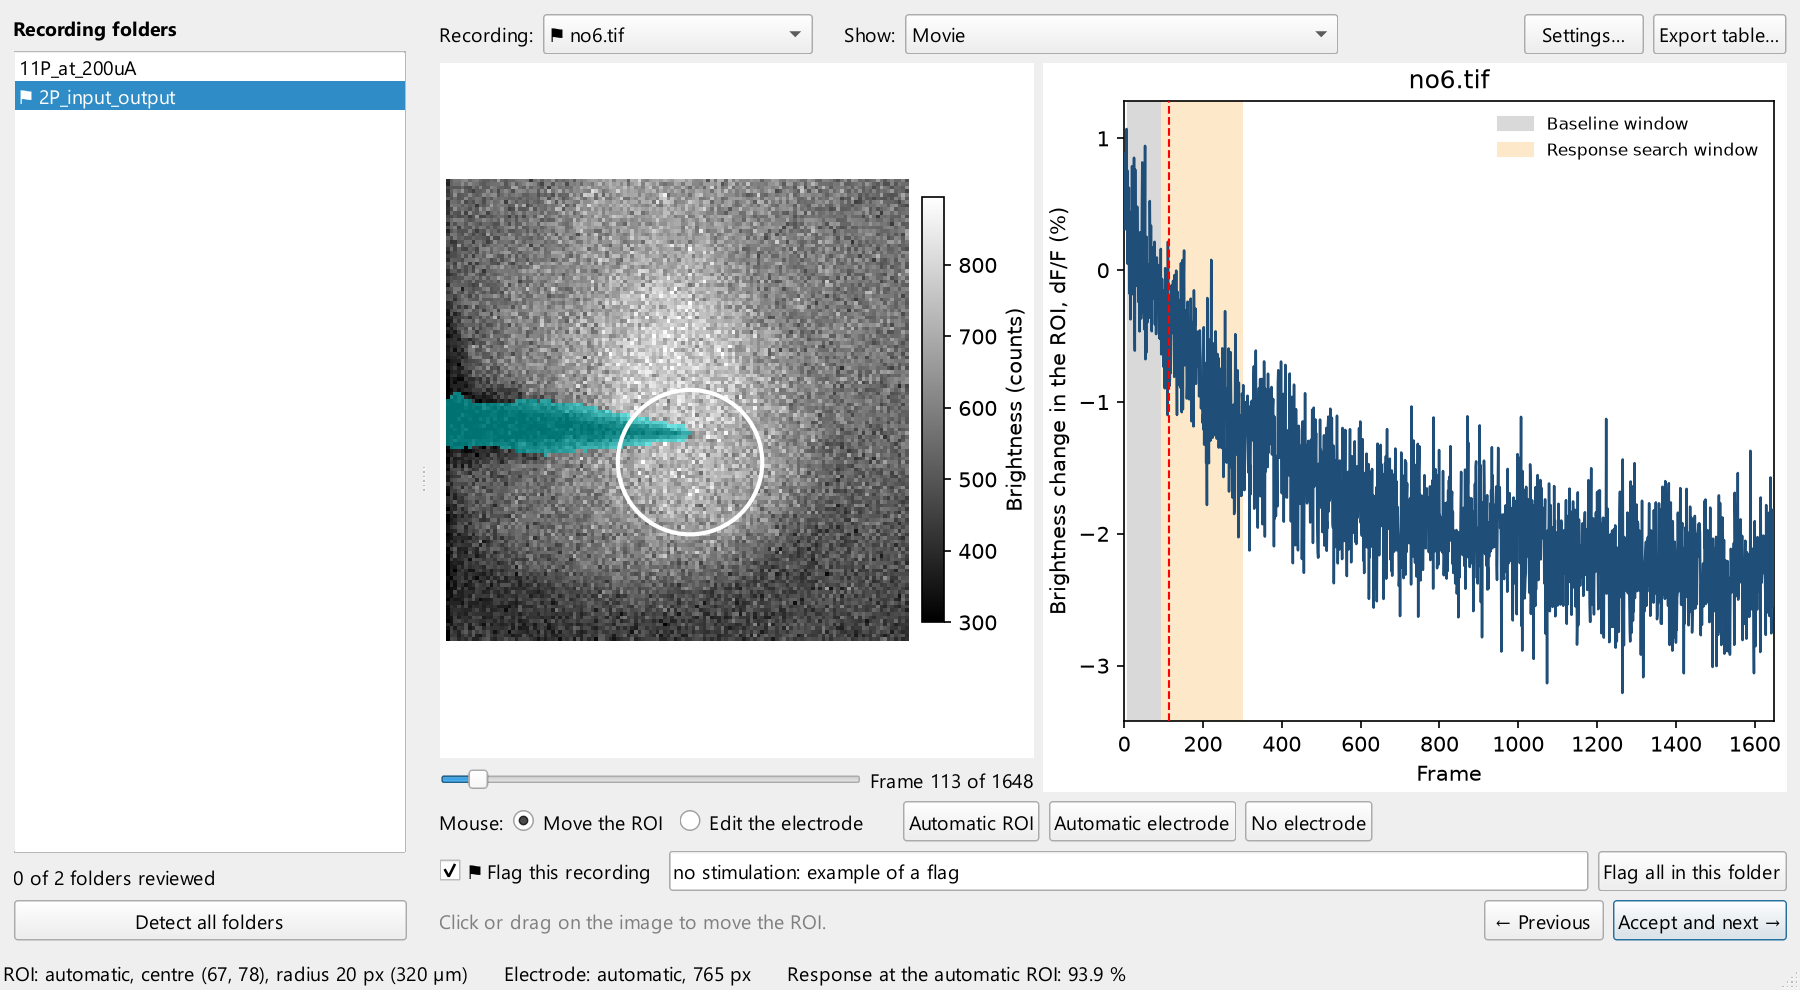 Recording folders
11P_at_200uA
2P_input_output
0 of 2 folders reviewed
Detect all folders
Recording: no6.tif Show: Movie Settings... Export table...
800
700
600
500
400
300
Brightness (counts)
no6.tif
Baseline window
Response search window
1
0
−1
−2
−3
Brightness change in the ROI, dF/F (%)
0 200 400 600 800 1000 1200 1400 1600
Frame
Frame 113 of 1648
Mouse: Move the ROI Edit the electrode Automatic ROI Automatic electrode No electrode
Flag this recording no stimulation: example of a flag Flag all in this folder
Click or drag on the image to move the ROI. ← Previous Accept and next →
ROI: automatic, centre (67, 78), radius 20 px (320 µm) Electrode: automatic, 765 px Response at the automatic ROI: 93.9 %